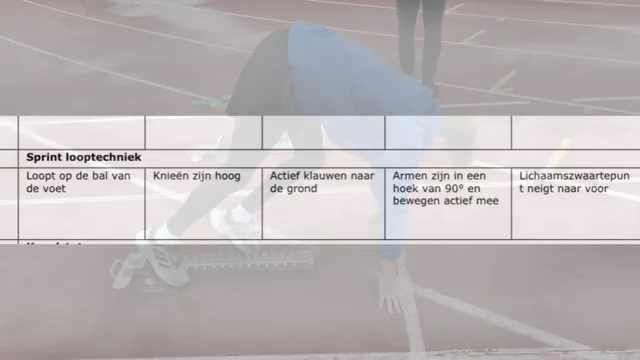 Sprint looptechniek
Loopt op de bal van
de voet
Knieën zijn hoog
Actief klauwen naar
de grond
Armen zijn in een
hoek van 90° en
bewegen actief mee
Lichaamszwaartepun
t neigt naar voor